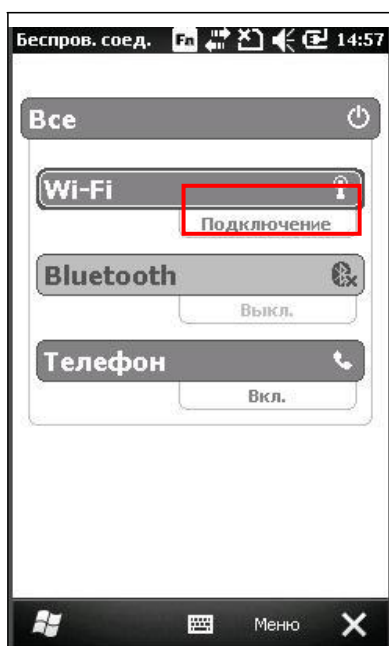 Беспров. соед. Fn 14:57
Все
Wi-Fi
Подключение
Bluetooth
Выкл.
Телефон
Вкл.
Меню